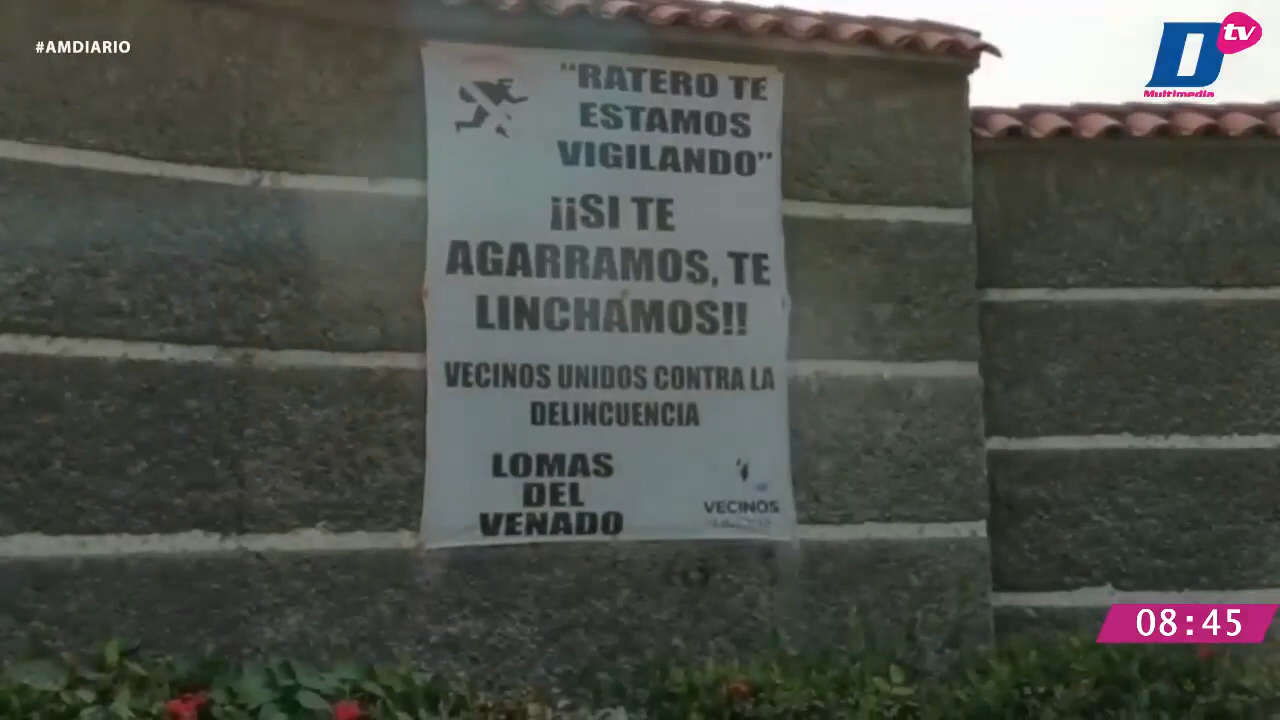 #AMDIARIO
D tv
Multimedia
"RATERO TE
ESTAMOS
VIGILANDO"
¡¡SI TE
AGARRAMOS, TE
LINCHAMOS!!
VECINOS UNIDOS CONTRA LA
DELINCUENCIA
LOMAS
DEL
VENADO
VECINOS
08:45